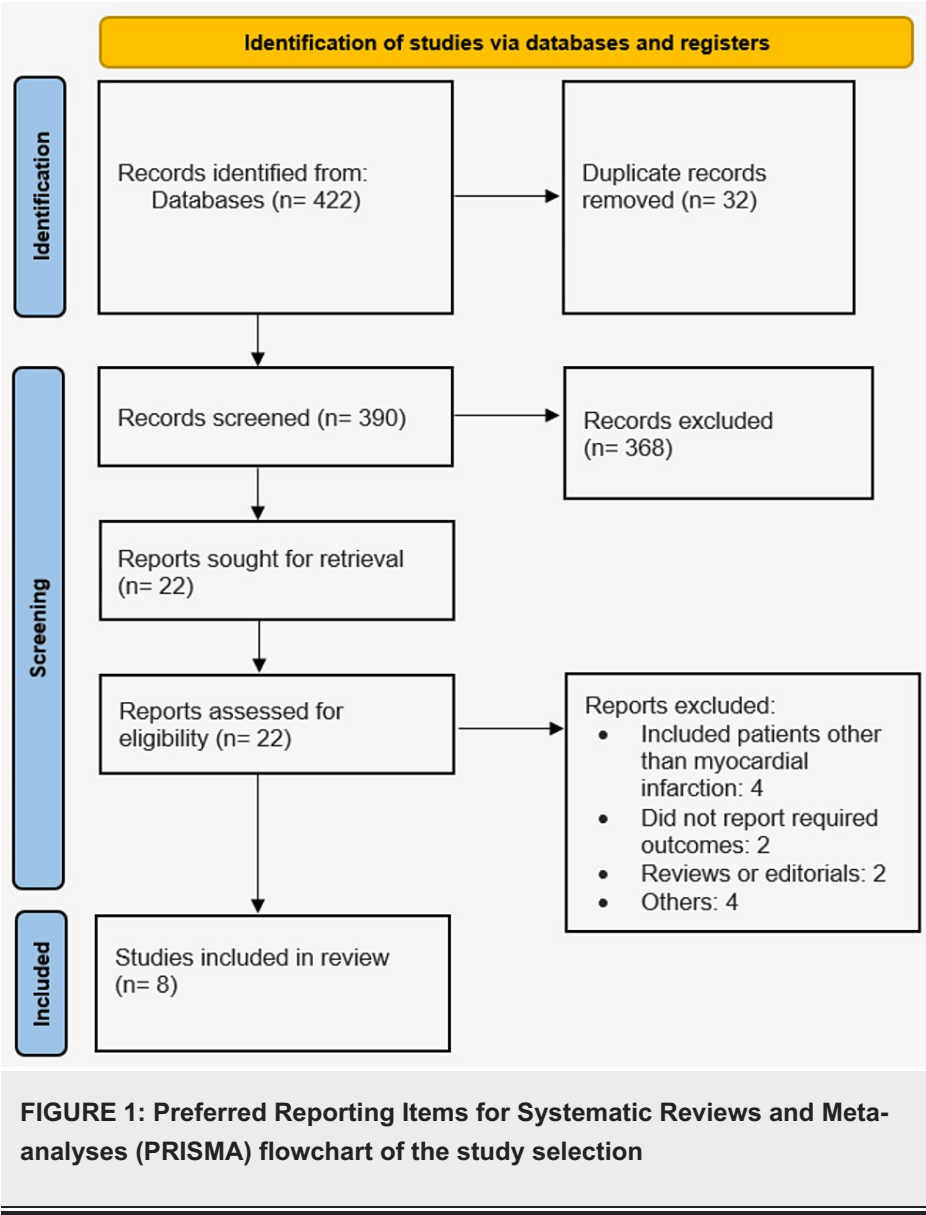 Identification of studies via databases and registers
Identification
Records identified from:
Databases (n= 422)
Duplicate records
removed (n= 32)
Screening
Records screened (n= 390)
Records excluded
(n= 368)
Reports sought for retrieval
(n= 22)
Reports assessed for
eligibility (n= 22)
Reports excluded:
• Included patients other
than myocardial
infarction: 4
• Did not report required
outcomes: 2
• Reviews or editorials: 2
• Others: 4
Included
Studies included in review
(n= 8)
FIGURE 1: Preferred Reporting Items for Systematic Reviews and Meta-
analyses (PRISMA) flowchart of the study selection